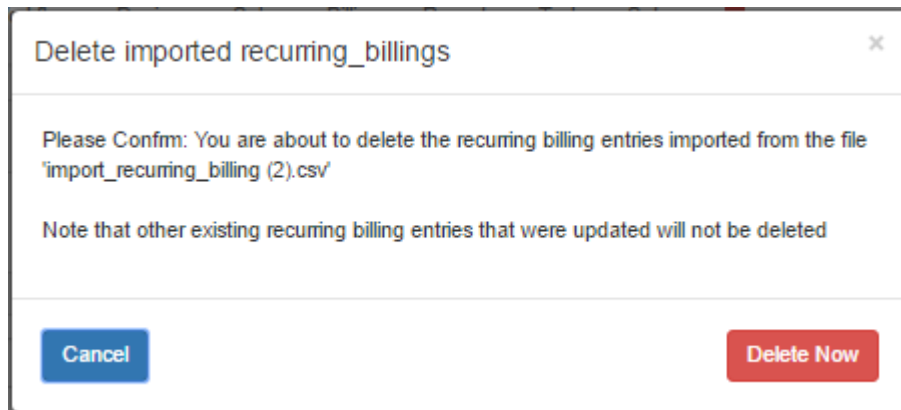 Delete imported recurring_billings
×
Please Confrm: You are about to delete the recurring billing entries imported from the file
'import_recurring_billing (2).csv'
Note that other existing recurring billing entries that were updated will not be deleted
Cancel
Delete Now